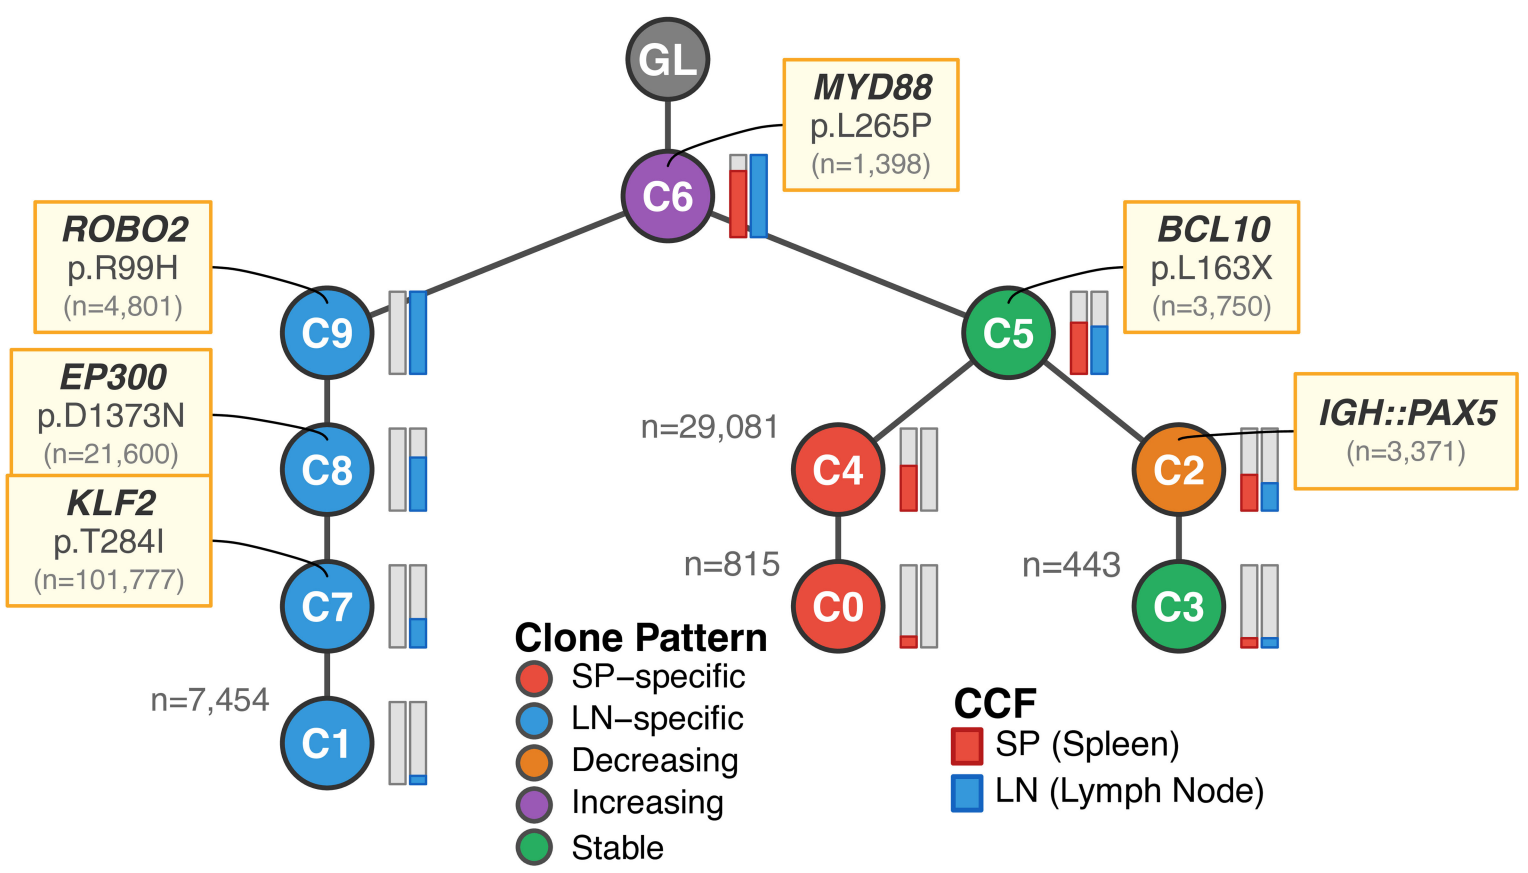 GL
MYD88
p.L265P
(n=1,398)
C6
ROBO2
p.R99H
(n=4,801)
BCL10
p.L163X
(n=3,750)
C9
C5
EP300
p.D1373N
(n=21,600)
IGH::PAX5
(n=3,371)
n=29,081
C8
C4
C2
KLF2
p.T284I
(n=101,777)
n=815
n=443
C7
C0
C3
n=7,454
C1
Clone Pattern
SP−specific
LN−specific
Decreasing
Increasing
Stable
CCF
SP (Spleen)
LN (Lymph Node)